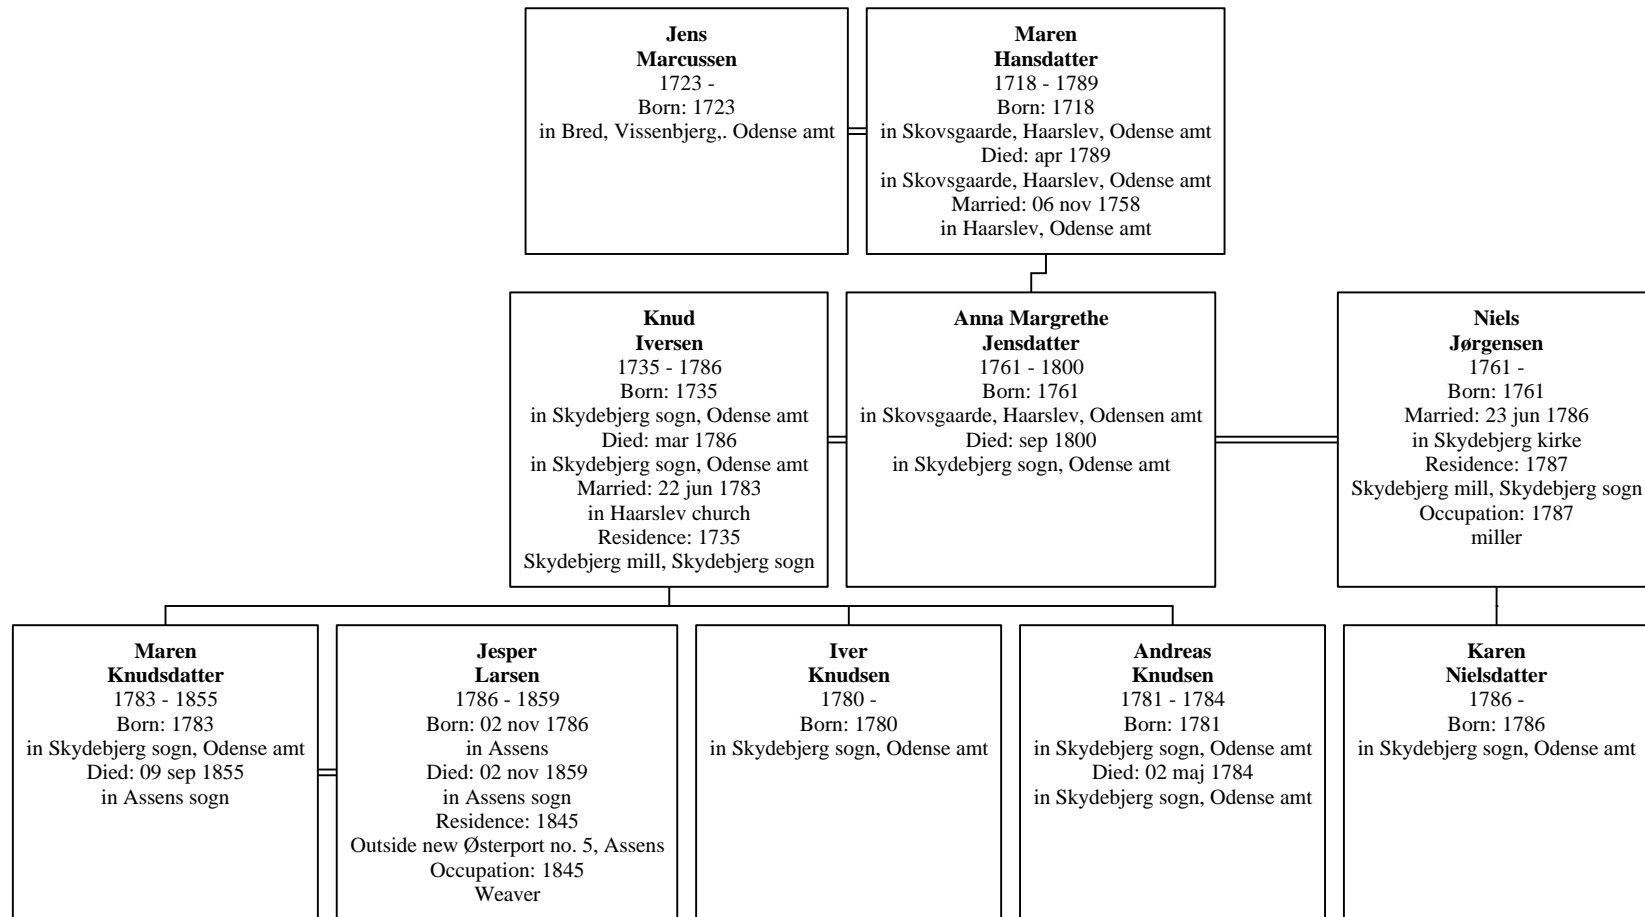 Jens
Marcussen
1723 -
Born: 1723
in Bred, Vissenbjerg,. Odense amt
Maren
Hansdatter
1718 - 1789
Born: 1718
in Skovsgaarde, Haarslev, Odense amt
Died: apr 1789
in Skovsgaarde, Haarslev, Odense amt
Married: 06 nov 1758
in Haarslev, Odense amt
Knud
Iversen
1735 - 1786
Born: 1735
in Skydebjerg sogn, Odense amt
Died: mar 1786
in Skydebjerg sogn, Odense amt
Married: 22 jun 1783
in Haarslev church
Residence: 1735
Skydebjerg mill, Skydebjerg sogn
Anna Margrethe
Jensdatter
1761 - 1800
Born: 1761
in Skovsgaarde, Haarslev, Odensen amt
Died: sep 1800
in Skydebjerg sogn, Odense amt
Niels
Jørgensen
1761 -
Born: 1761
Married: 23 jun 1786
in Skydebjerg kirke
Residence: 1787
Skydebjerg mill, Skydebjerg sogn
Occupation: 1787
miller
Maren
Knudsdatter
1783 - 1855
Born: 1783
in Skydebjerg sogn, Odense amt
Died: 09 sep 1855
in Assens sogn
Jesper
Larsen
1786 - 1859
Born: 02 nov 1786
in Assens
Died: 02 nov 1859
in Assens sogn
Residence: 1845
Outside new Østerport no. 5, Assens
Occupation: 1845
Weaver
Iver
Knudsen
1780 -
Born: 1780
in Skydebjerg sogn, Odense amt
Andreas
Knudsen
1781 - 1784
Born: 1781
in Skydebjerg sogn, Odense amt
Died: 02 maj 1784
in Skydebjerg sogn, Odense amt
Karen
Nielsdatter
1786 -
Born: 1786
in Skydebjerg sogn, Odense amt